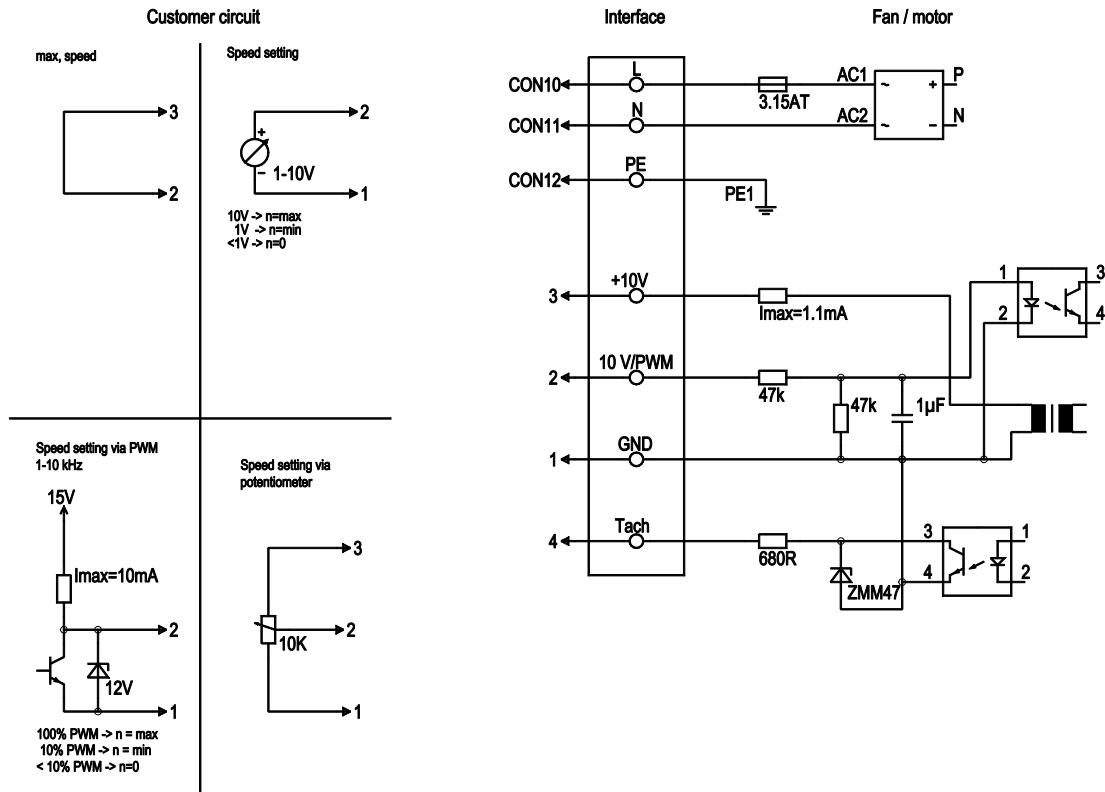 Customer circuit
Interface
Fan / motor
max, speed
3
2
Speed setting
2
+
1-10V
−
1
10V -> n=max
1V -> n=min
<1V -> n=0
Speed setting via PWM
1-10 kHz
15V
Imax=10mA
2
12V
1
100% PWM -> n = max
10% PWM -> n = min
< 10% PWM -> n=0
Speed setting via
potentiometer
3
2
10K
1
L
CON10
3.15AT
AC1
~
+
P
N
CON11
AC2
~
−
N
PE
CON12
PE1
+10V
3
Imax=1.1mA
1
3
2
4
10 V/PWM
2
47k
47k
1µF
GND
1
Tach
4
680R
ZMM47
3
1
4
2